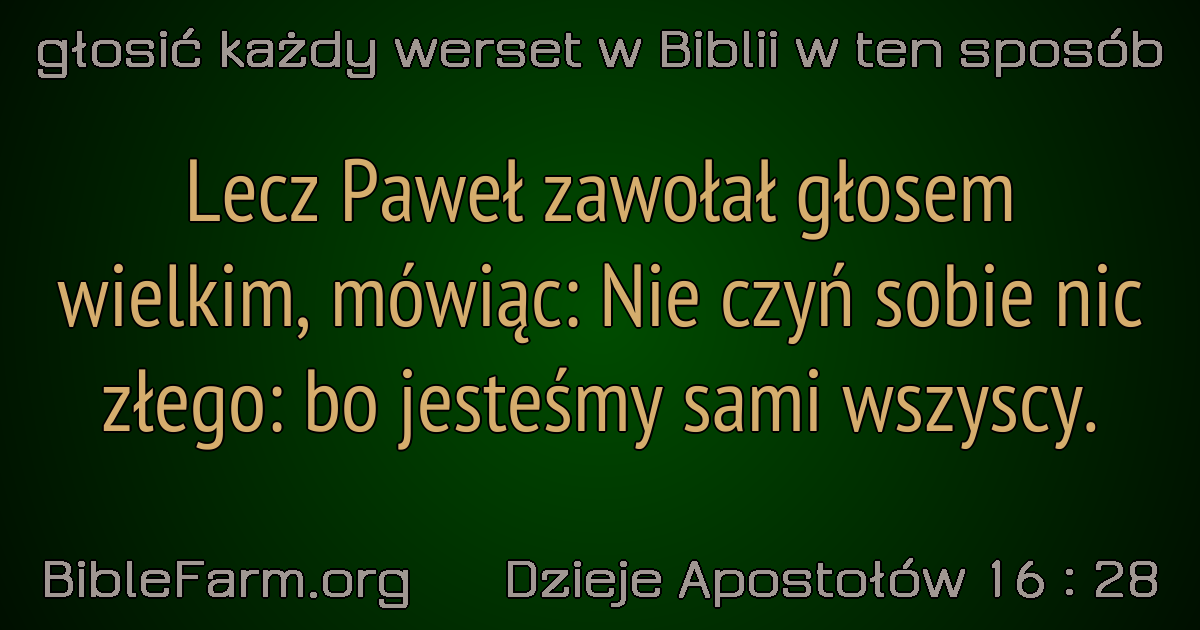 głosić każdy werset w Biblii w ten sposób
Lecz Paweł zawołał głosem
wielkim, mówiąc: Nie czyń sobie nic
złego: bo jesteśmy sami wszyscy.
BibleFarm.org Dzieje Apostołów 16 : 28